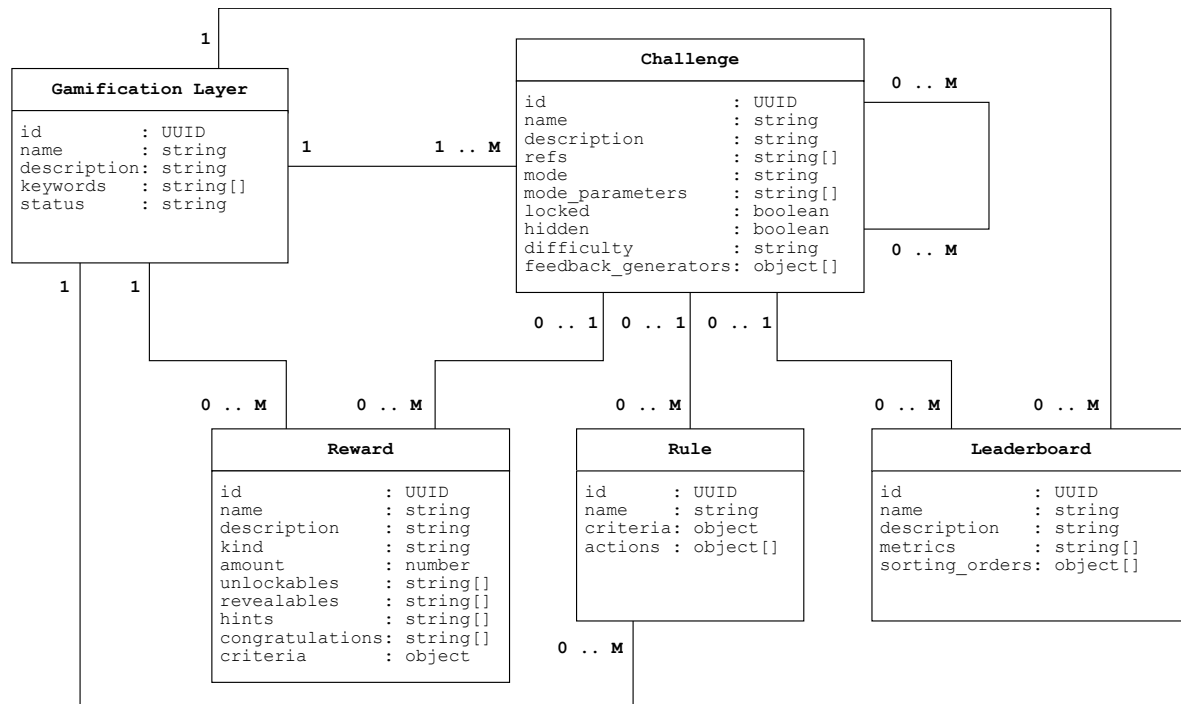 1
Gamification Layer
id : UUID
name : string
description: string
keywords : string[]
status : string
1
1 .. M
Challenge
id : UUID
name : string
description : string
refs : string[]
mode : string
mode_parameters : string[]
locked : boolean
hidden : boolean
difficulty : string
feedback_generators: object[]
0 .. M
0 .. M
1
1
0 .. 1
0 .. 1
0 .. 1
0 .. M
0 .. M
0 .. M
0 .. M
0 .. M
Reward
id : UUID
name : string
description : string
kind : string
amount : number
unlockables : string[]
revealables : string[]
hints : string[]
congratulations: string[]
criteria : object
Rule
id : UUID
name : string
criteria: object
actions : object[]
0 .. M
Leaderboard
id : UUID
name : string
description : string
metrics : string[]
sorting_orders: object[]